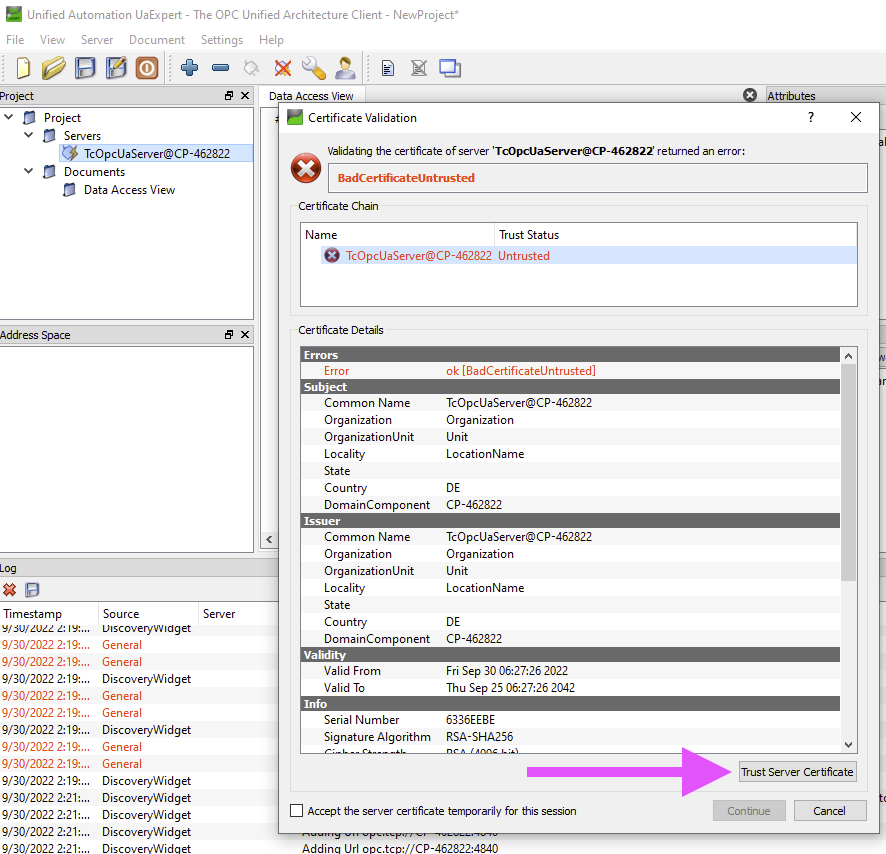 Unified Automation UaExpert - The OPC Unified Architecture Client - NewProject*
File View Server Document Settings Help
Project
Data Access View
Attributes
Project
Servers
TcOpcUaServer@CP-462822
Documents
Data Access View
Address Space
Certificate Validation
?
Validating the certificate of server 'TcOpcUaServer@CP-462822' returned an error:
BadCertificateUntrusted
Certificate Chain
Name Trust Status
TcOpcUaServer@CP-462822 Untrusted
Certificate Details
Errors
Error ok [BadCertificateUntrusted]
Subject
Common Name TcOpcUaServer@CP-462822
Organization Organization
OrganizationUnit Unit
Locality LocationName
State
Country DE
DomainComponent CP-462822
Issuer
Common Name TcOpcUaServer@CP-462822
Organization Organization
OrganizationUnit Unit
Locality LocationName
State
Country DE
DomainComponent CP-462822
Validity
Valid From Fri Sep 30 06:27:26 2022
Valid To Thu Sep 25 06:27:26 2042
Info
Serial Number 6336EEBE
Signature Algorithm RSA-SHA256
Cipher Strength RSA (4096 bit)
Trust Server Certificate
Accept the server certificate temporarily for this session
Continue
Cancel
Log
Timestamp Source Server
9/30/2022 2:19:... DiscoveryWidget
9/30/2022 2:19:... General
9/30/2022 2:19:... General
9/30/2022 2:19:... DiscoveryWidget
9/30/2022 2:19:... General
9/30/2022 2:19:... General
9/30/2022 2:19:... DiscoveryWidget
9/30/2022 2:19:... General
9/30/2022 2:19:... General
9/30/2022 2:19:... DiscoveryWidget
9/30/2022 2:21:... DiscoveryWidget
9/30/2022 2:21:... DiscoveryWidget
9/30/2022 2:21:... DiscoveryWidget Adding Url opc.tcp://CP-462822:4840
9/30/2022 2:21:... DiscoveryWidget Adding Url opc.tcp://CP-462822:4840